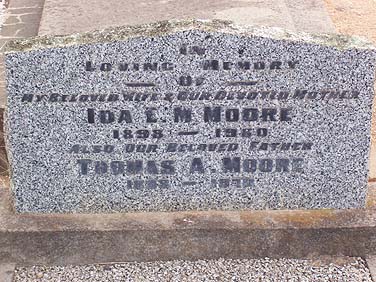 IN
LOVING MEMORY
OF
MY BELOVED WIFE & OUR DEVOTED MOTHER
IDA E. M. MOORE
1898 – 1960
ALSO OUR BELOVED FATHER
THOMAS A. MOORE